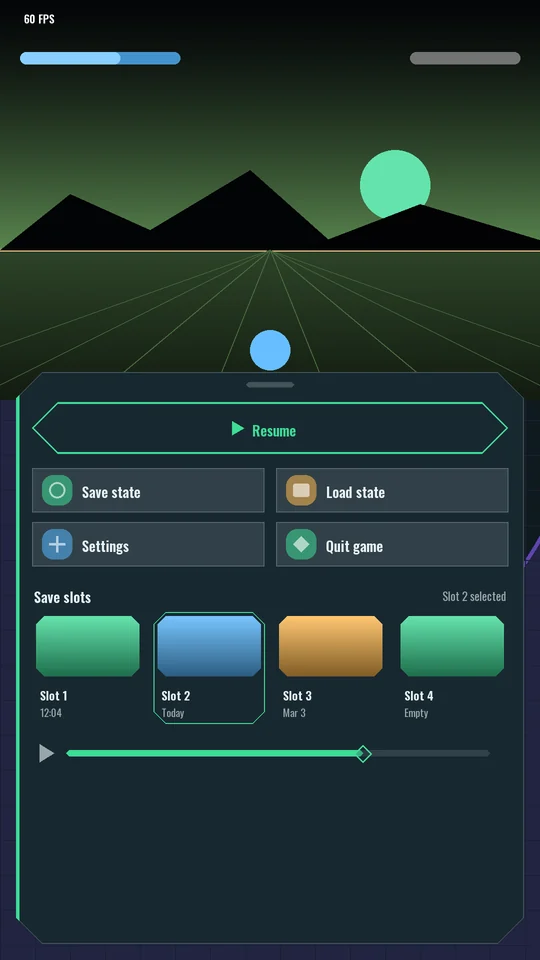 60 FPS
Resume
Save state
Load state
Settings
Quit game
Save slots
Slot 2 selected
Slot 1
12:04
Slot 2
Today
Slot 3
Mar 3
Slot 4
Empty